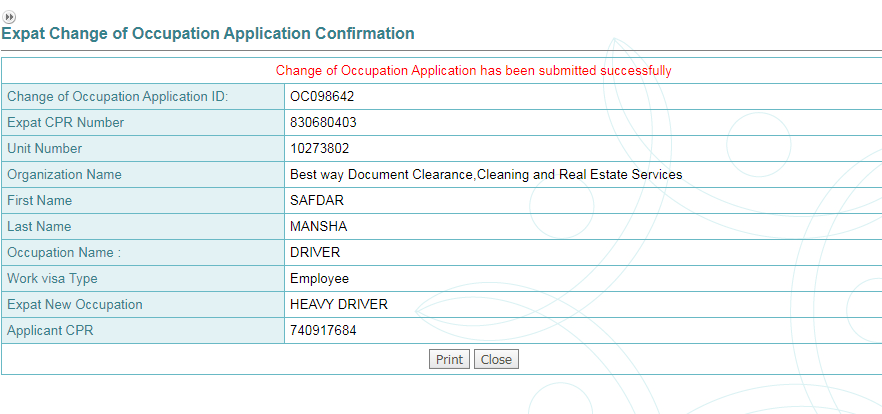 Expat Change of Occupation Application Confirmation
Change of Occupation Application has been submitted successfully
Change of Occupation Application ID: OC098642
Expat CPR Number 830680403
Unit Number 10273802
Organization Name Best way Document Clearance,Cleaning and Real Estate Services
First Name SAFDAR
Last Name MANSHA
Occupation Name : DRIVER
Work visa Type Employee
Expat New Occupation HEAVY DRIVER
Applicant CPR 740917684
Print Close